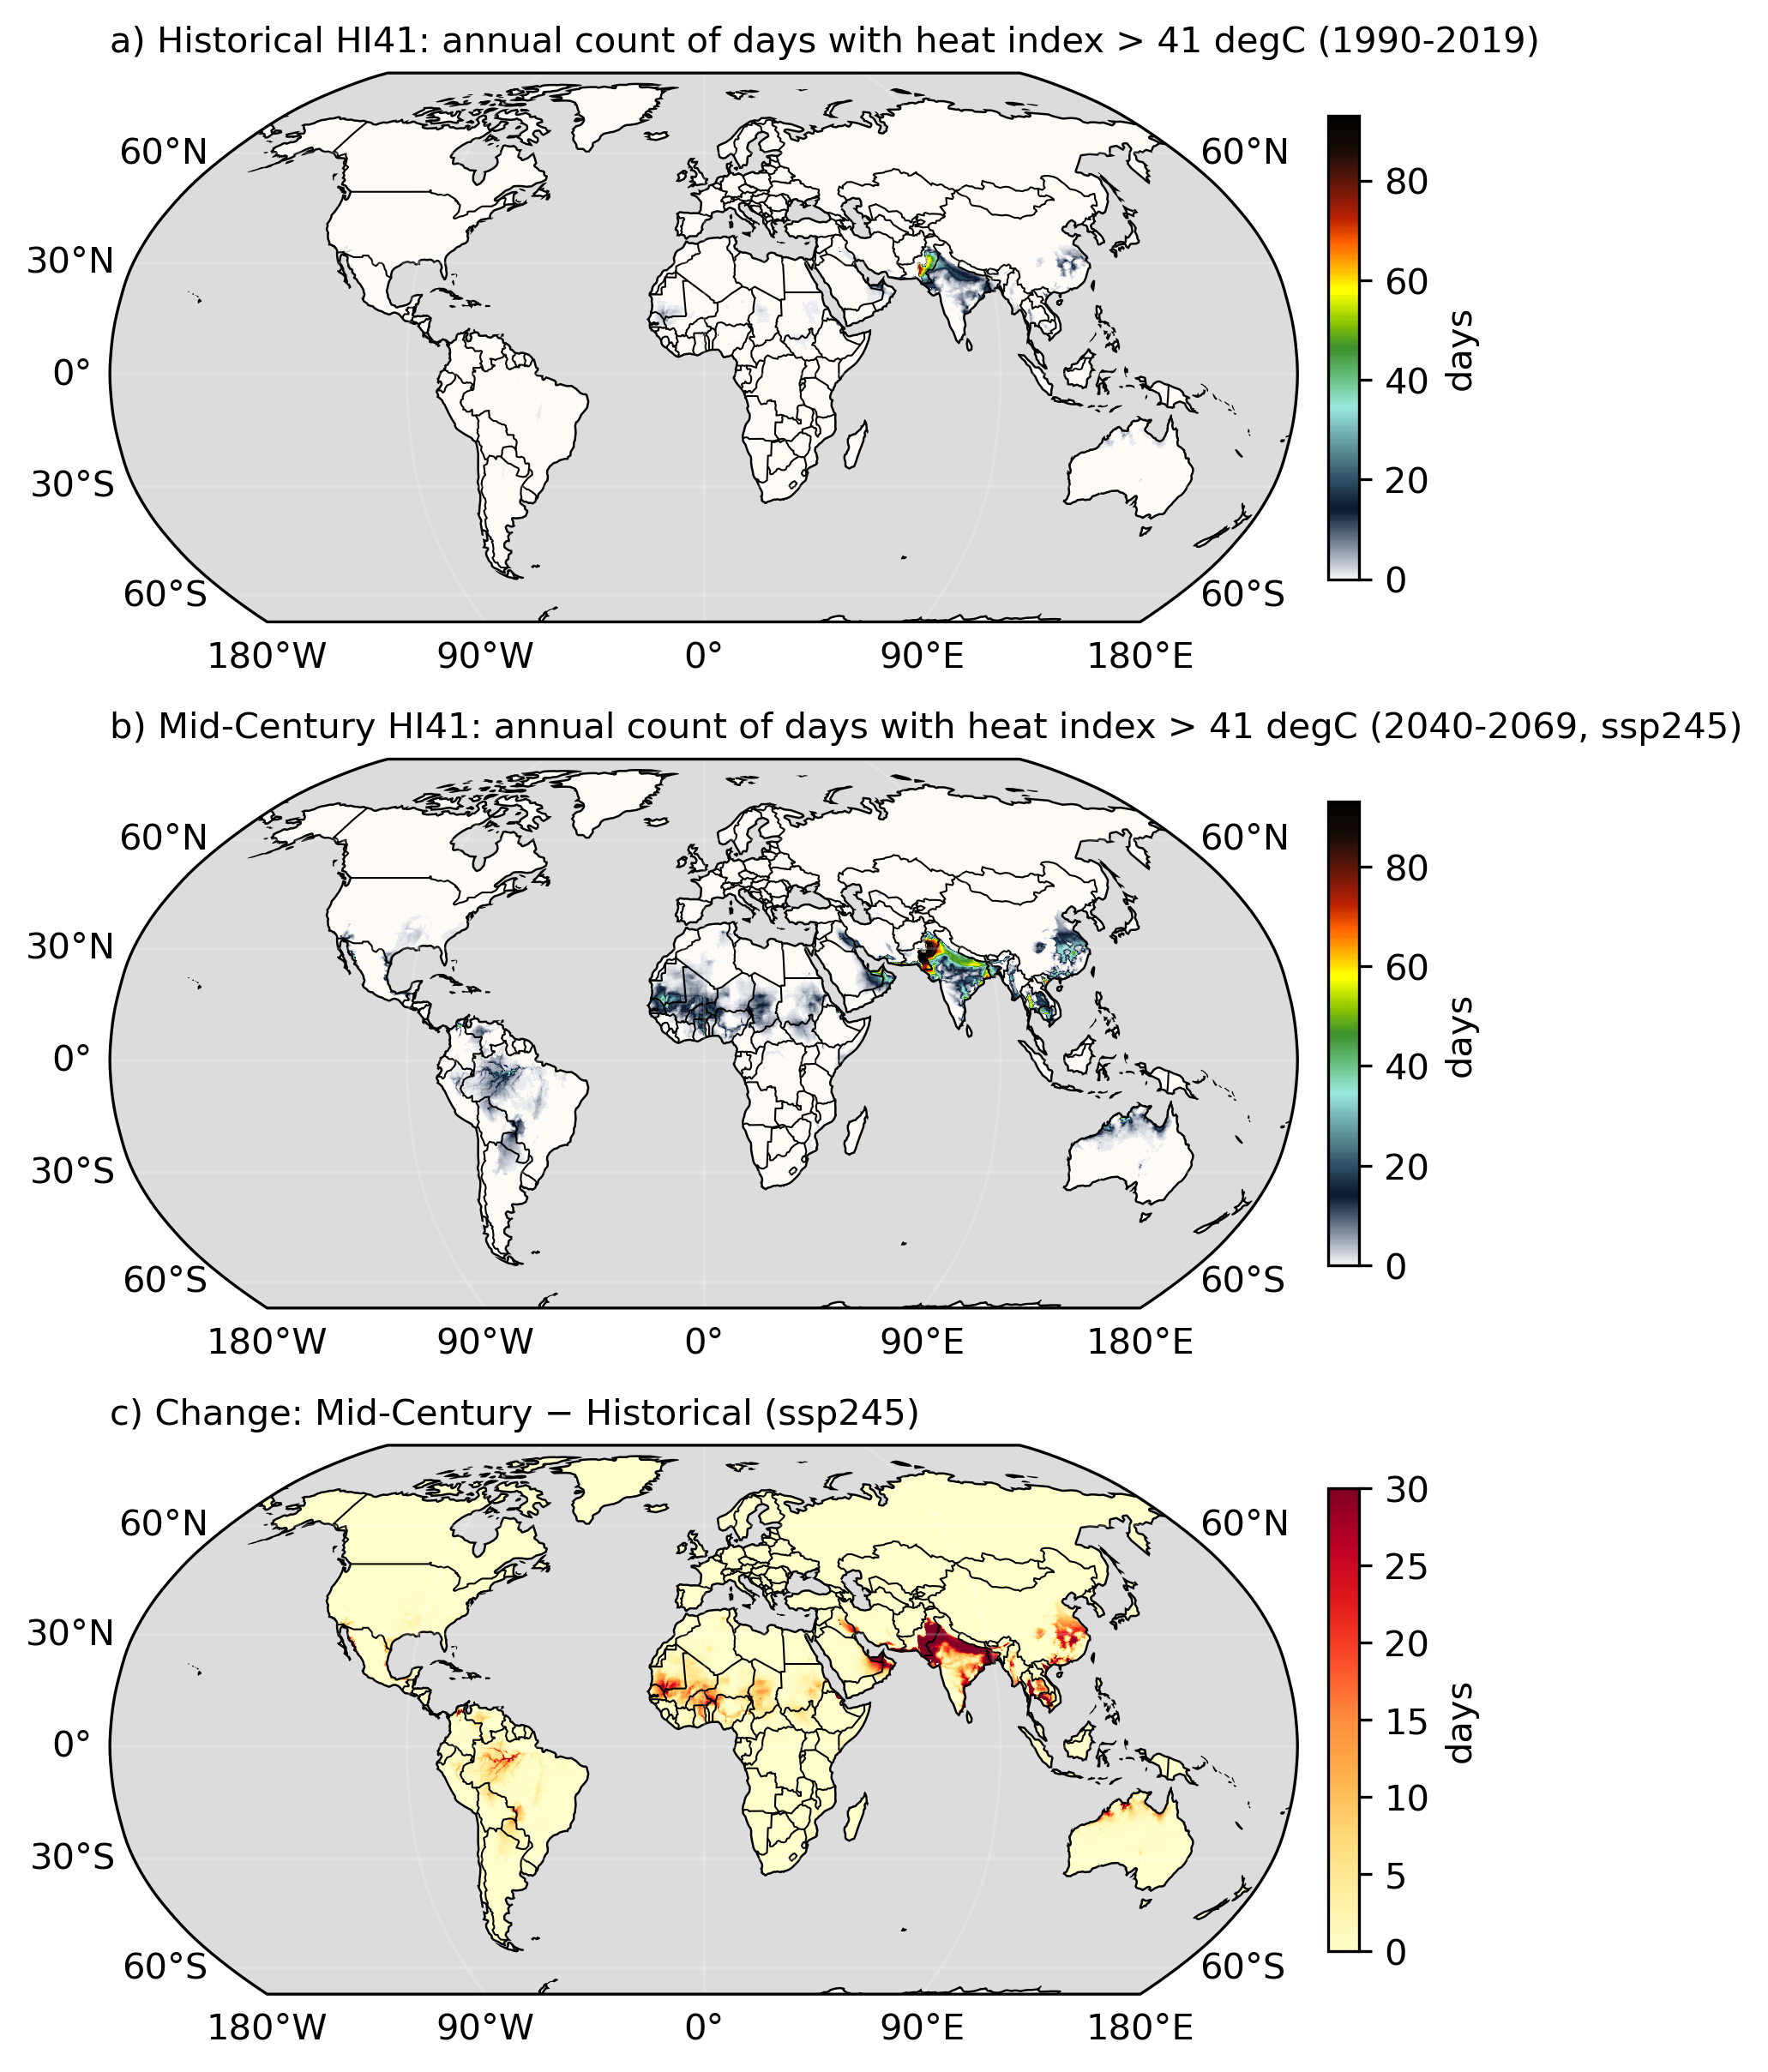 a) Historical HI41: annual count of days with heat index > 41 degC (1990-2019)
60°N
60°N
30°N
0°
30°S
60°S
60°S
180°W
90°W
0°
90°E
180°E
80
60
40
20
0
days
b) Mid-Century HI41: annual count of days with heat index > 41 degC (2040-2069, ssp245)
60°N
60°N
30°N
0°
30°S
60°S
60°S
180°W
90°W
0°
90°E
180°E
80
60
40
20
0
days
c) Change: Mid-Century − Historical (ssp245)
60°N
60°N
30°N
0°
30°S
60°S
60°S
180°W
90°W
0°
90°E
180°E
30
25
20
15
10
5
0
days